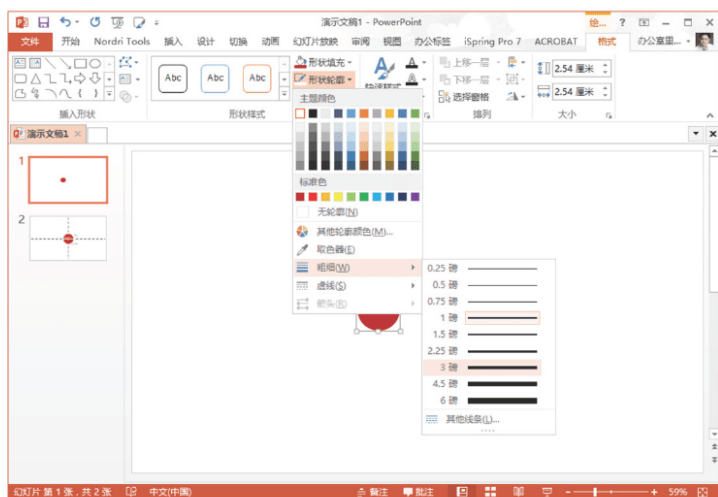 演示文稿1 - PowerPoint
绘...
文件 开始 Nordri Tools 插入 设计 切换 动画 幻灯片放映 审阅 视图 办公标签 iSpring Pro 7 ACROBAT 格式 办公室里...
Abc Abc Abc
形状填充
形状轮廓
快速样式
上移一层
下移一层
选择窗格
2.54 厘米
2.54 厘米
插入形状 形状样式 排列 大小
演示文稿1
主题颜色
标准色
无轮廓(N)
其他轮廓颜色(M)...
取色器(E)
粗细(W)
虚线(S)
箭头(R)
0.25 磅
0.5 磅
0.75 磅
1 磅
1.5 磅
2.25 磅
3 磅
4.5 磅
6 磅
其他线条(L)...
1
2
幻灯片 第 1 张，共 2 张 中文(中国) 备注 批注 59%